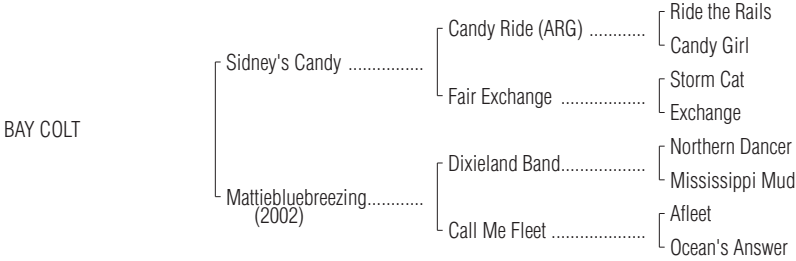 Ride the Rails
Candy Ride (ARG) ............
Candy Girl
Sidney's Candy ................
Storm Cat
Fair Exchange ..................
Exchange
BAY COLT
Northern Dancer
Dixieland Band..................
Mississippi Mud
Mattiebluebreezing............
(2002)
Afleet
Call Me Fleet ....................
Ocean's Answer